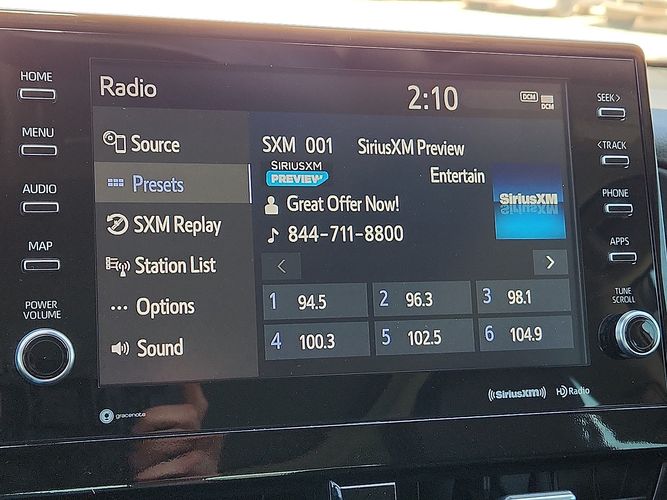 HOME
MENU
AUDIO
MAP
POWER
VOLUME
Radio
2:10
DCM
DCM
Source
Presets
SXM Replay
Station List
Options
Sound
SXM 001 SiriusXM Preview
SIRIUSXM
PREVIEW
Entertain
Great Offer Now!
844-711-8800
SiriusXM
< >
1 94.5 2 96.3 3 98.1
4 100.3 5 102.5 6 104.9
SEEK >
< TRACK
PHONE
APPS
TUNE
SCROLL
gracenote
((SiriusXM)) HD Radio